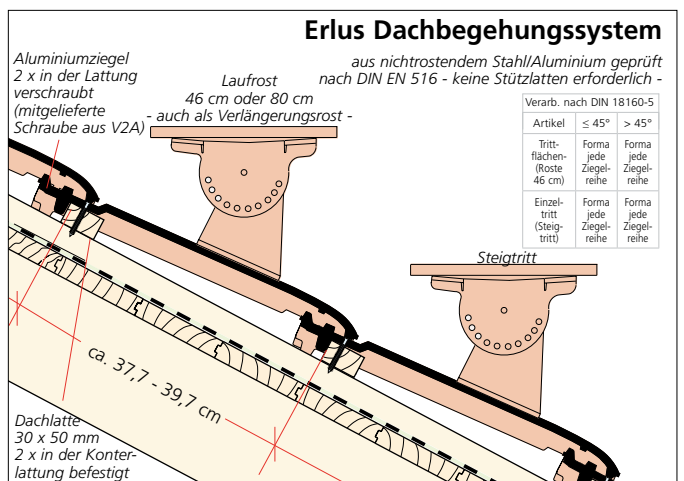 Erlus Dachbegehungssystem
aus nichtrostendem Stahl/Aluminium geprüft
nach DIN EN 516 - keine Stützlatten erforderlich -
Aluminiumziegel
2 x in der Lattung
verschraubt
(mitgelieferte
Schraube aus V2A)
Laufrost
46 cm oder 80 cm
- auch als Verlängerungsrost -
Verarb. nach DIN 18160-5
Artikel ≤ 45° > 45°
Tritt-
flächen-
(Roste
46 cm)
Forma
jede
Ziegel-
reihe
Forma
jede
Ziegel-
reihe
Einzel-
tritt
(Steig-
tritt)
Forma
jede
Ziegel-
reihe
Forma
jede
Ziegel-
reihe
Steigtritt
ca. 37,7 - 39,7 cm
Dachlatte
30 x 50 mm
2 x in der Konter-
lattung befestigt